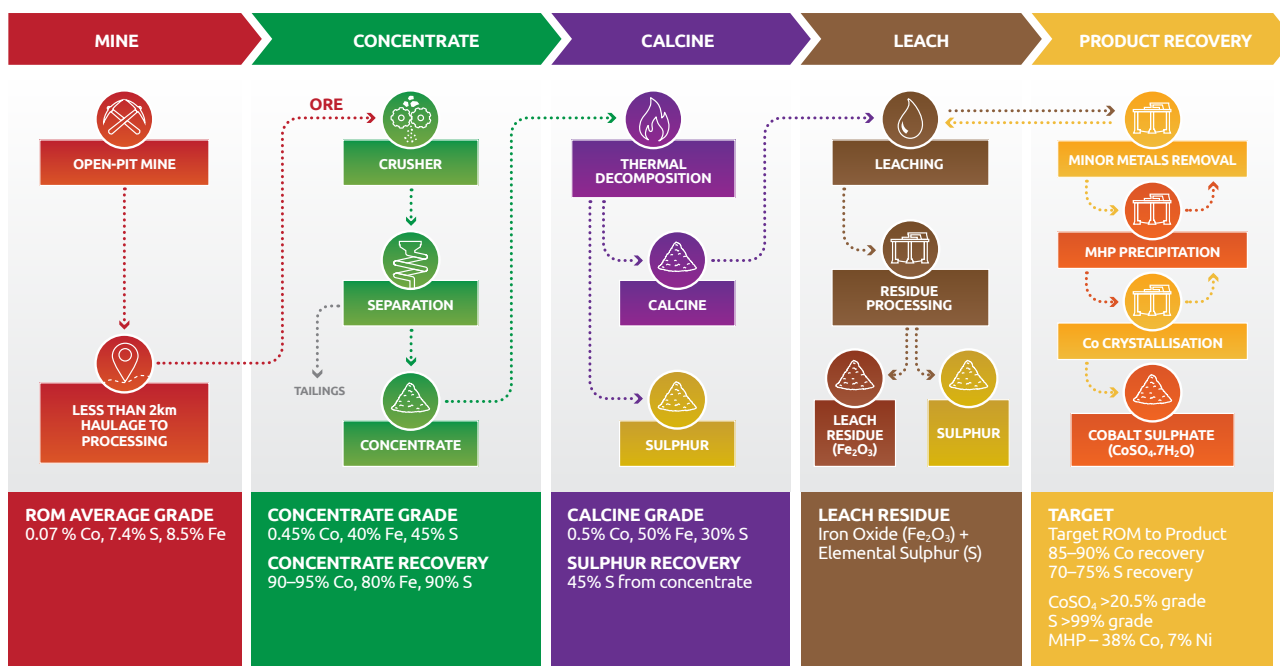 MINE
CONCENTRATE
CALCINE
LEACH
PRODUCT RECOVERY
OPEN-PIT MINE
LESS THAN 2km
HAULAGE TO
PROCESSING
ORE
CRUSHER
SEPARATION
TAILINGS
CONCENTRATE
THERMAL
DECOMPOSITION
CALCINE
SULPHUR
LEACHING
RESIDUE
PROCESSING
LEACH
RESIDUE
(Fe₂O₃)
SULPHUR
MINOR METALS REMOVAL
MHP PRECIPITATION
Co CRYSTALLISATION
COBALT SULPHATE
(CoSO₄.7H₂O)
ROM AVERAGE GRADE
0.07 % Co, 7.4% S, 8.5% Fe
CONCENTRATE GRADE
0.45% Co, 40% Fe, 45% S
CONCENTRATE RECOVERY
90–95% Co, 80% Fe, 90% S
CALCINE GRADE
0.5% Co, 50% Fe, 30% S
SULPHUR RECOVERY
45% S from concentrate
LEACH RESIDUE
Iron Oxide (Fe₂O₃) +
Elemental Sulphur (S)
TARGET
Target ROM to Product
85–90% Co recovery
70–75% S recovery
CoSO₄ >20.5% grade
S >99% grade
MHP – 38% Co, 7% Ni